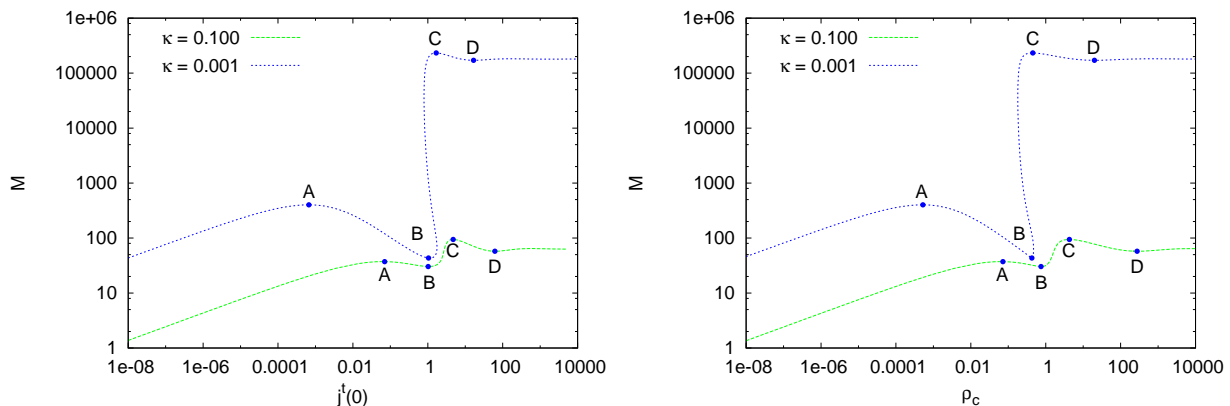 1e+06
100000
10000
1000
100
10
1
M
κ = 0.100
κ = 0.001
A
B
C
D
A
B
C
D
1e-08
1e-06
0.0001
0.01
1
100
10000
j^t(0)
1e+06
100000
10000
1000
100
10
1
M
κ = 0.100
κ = 0.001
A
B
C
D
A
B
C
D
1e-08
1e-06
0.0001
0.01
1
100
10000
ρ_c